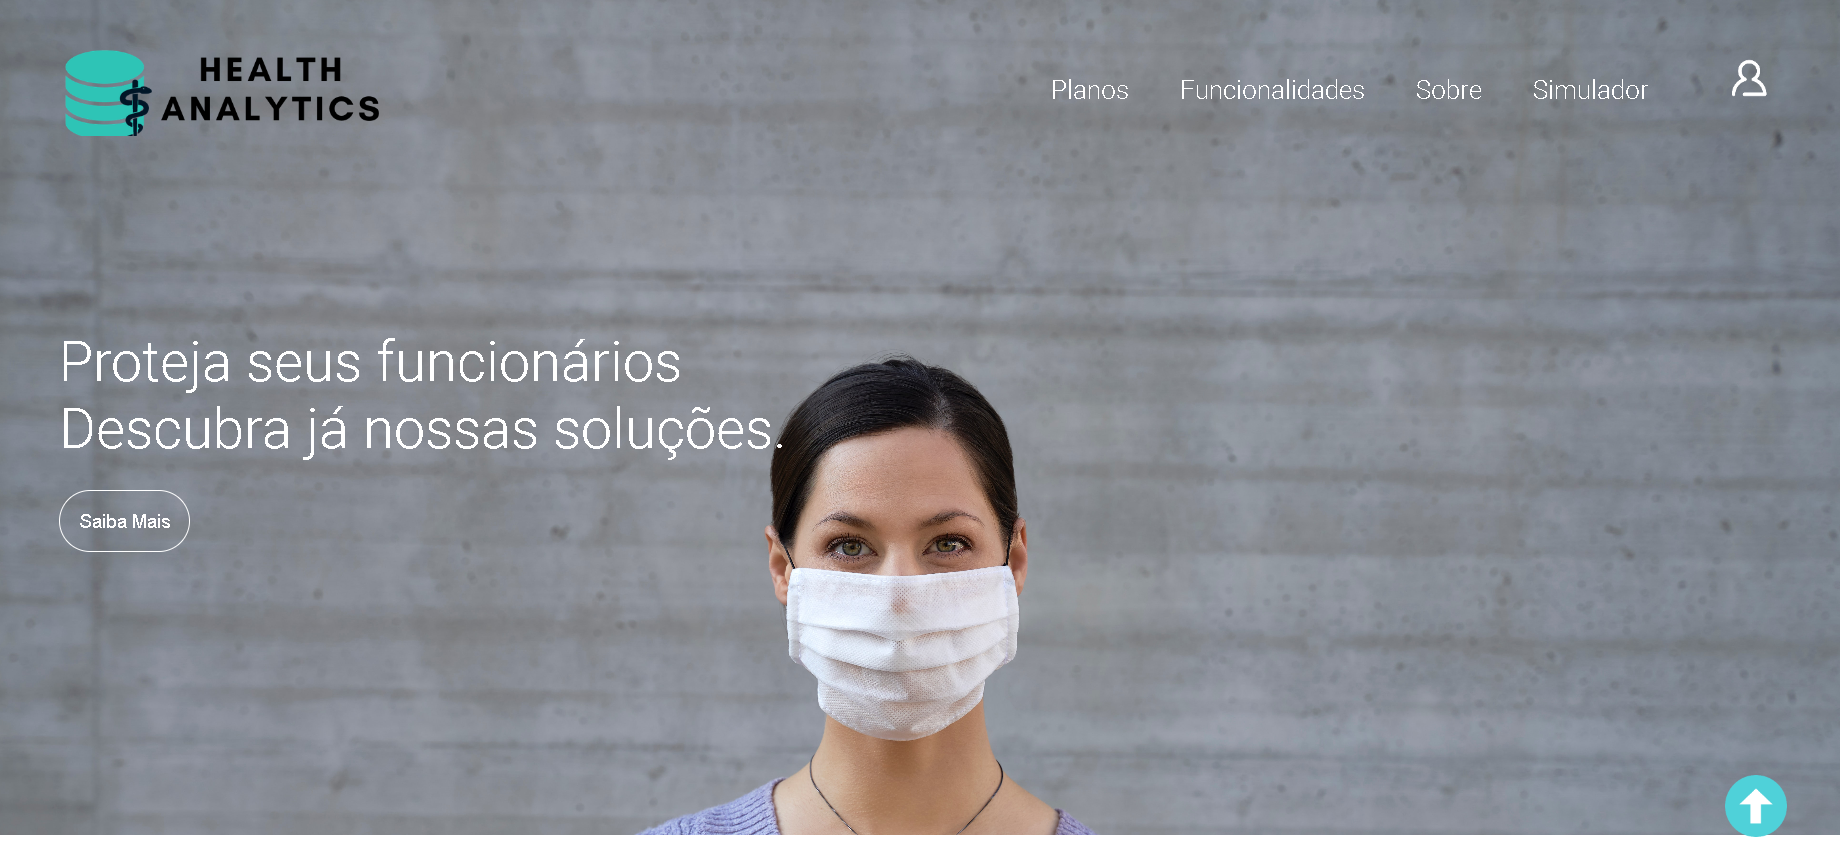 HEALTH
ANALYTICS
Planos Funcionalidades Sobre Simulador
Proteja seus funcionários
Descubra já nossas soluções.
Saiba Mais